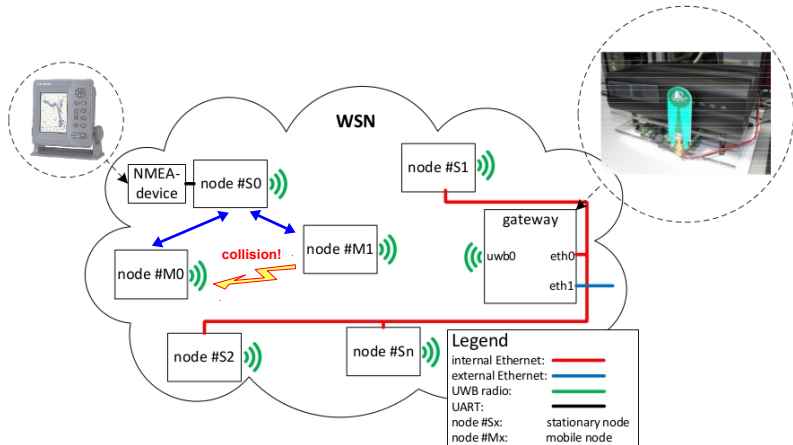 WSN
NMEA-
device
node #S0
node #S1
gateway
uwb0
eth0
eth1
node #M1
collision!
node #M0
node #S2
node #Sn
Legend
internal Ethernet:
external Ethernet:
UWB radio:
UART:
node #Sx: stationary node
node #Mx: mobile node